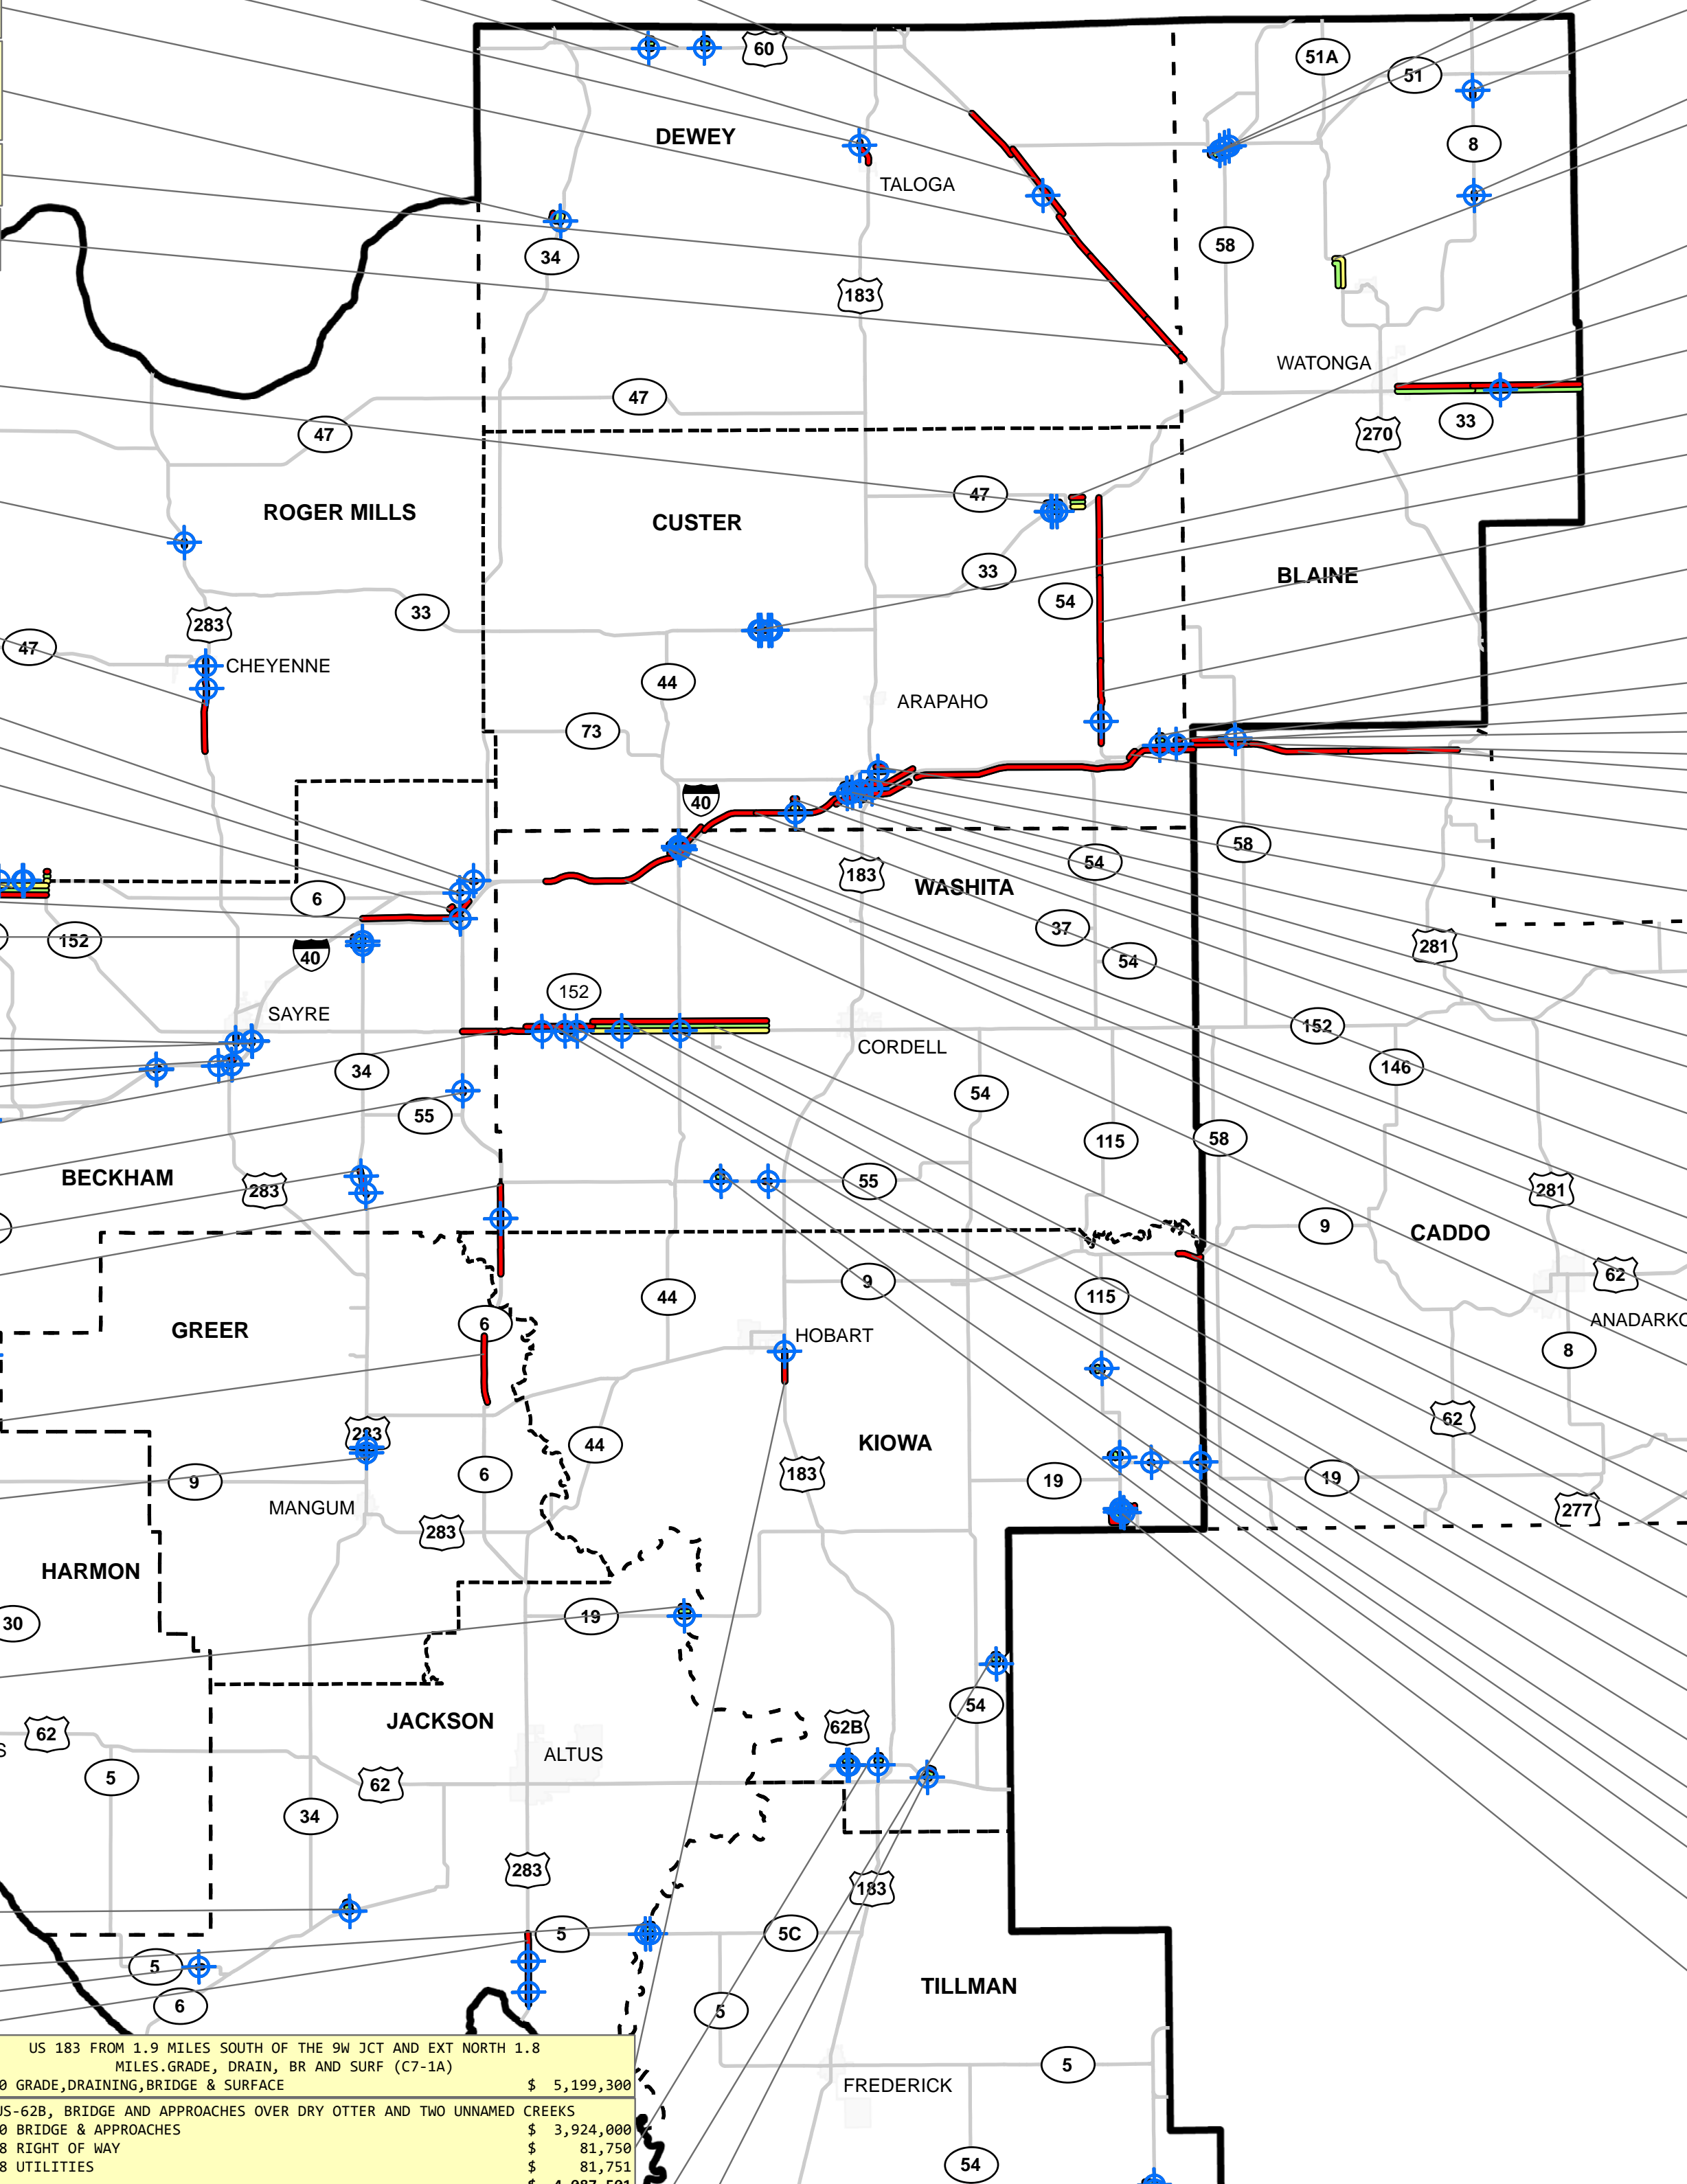 60
51A
51
8
DEWEY
TALOGA
58
34
183
WATONGA
47
33
270
47
47
ROGER MILLS
CUSTER
33
BLAINE
54
33
283
47
CHEYENNE
44
ARAPAHO
73
40
58
54
183
WASHITA
6
37
152
281
54
40
152
SAYRE
152
CORDELL
146
34
54
55
115
58
BECKHAM
55
283
281
9
CADDO
62
9
44
115
ANADARKO
6
GREER
HOBART
8
62
283
44
KIOWA
6
183
9
19
19
MANGUM
277
283
HARMON
30
19
54
JACKSON
62B
62
ALTUS
5
62
34
283
183
5
5C
5
TILLMAN
6
5
US 183 FROM 1.9 MILES SOUTH OF THE 9W JCT AND EXT NORTH 1.8
MILES.GRADE, DRAIN, BR AND SURF (C7-1A)
0 GRADE,DRAINING,BRIDGE & SURFACE $ 5,199,300
5
FREDERICK
US-62B, BRIDGE AND APPROACHES OVER DRY OTTER AND TWO UNNAMED CREEKS
0 BRIDGE & APPROACHES $ 3,924,000
8 RIGHT OF WAY $ 81,750
8 UTILITIES $ 81,751
54